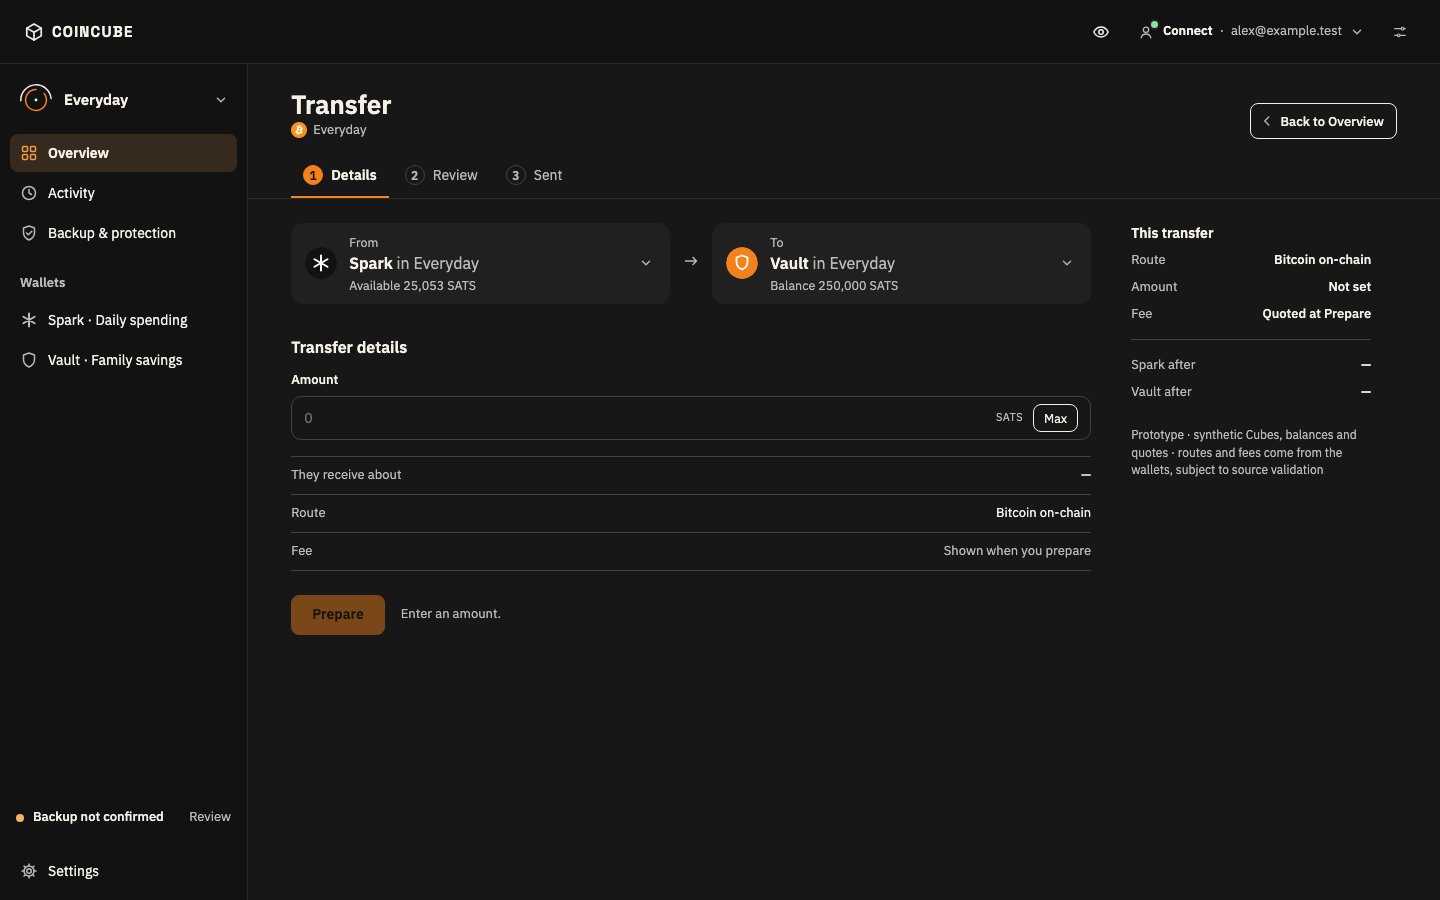 COINCUBE
Connect · alex@example.test
Everyday
Overview
Activity
Backup & protection
Wallets
Spark · Daily spending
Vault · Family savings
Backup not confirmed Review
Settings
Transfer
Everyday
Back to Overview
1 Details 2 Review 3 Sent
From
Spark in Everyday
Available 25,053 SATS
To
Vault in Everyday
Balance 250,000 SATS
Transfer details
Amount
0 SATS Max
They receive about –
Route Bitcoin on-chain
Fee Shown when you prepare
Prepare Enter an amount.
This transfer
Route Bitcoin on-chain
Amount Not set
Fee Quoted at Prepare
Spark after –
Vault after –
Prototype · synthetic Cubes, balances and
quotes · routes and fees come from the
wallets, subject to source validation